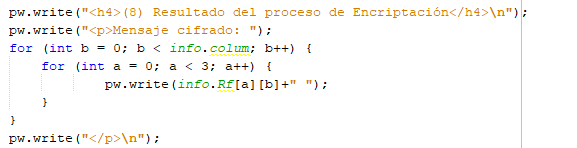 pw.write("<h4>(8) Resultado del proceso de Encriptación</h4>\n");
pw.write("<p>Mensaje cifrado: ");
for (int b = 0; b < info.colum; b++) {
    for (int a = 0; a < 3; a++) {
            pw.write(info.Rf[a][b]+" ");
    }
}
pw.write("</p>\n");